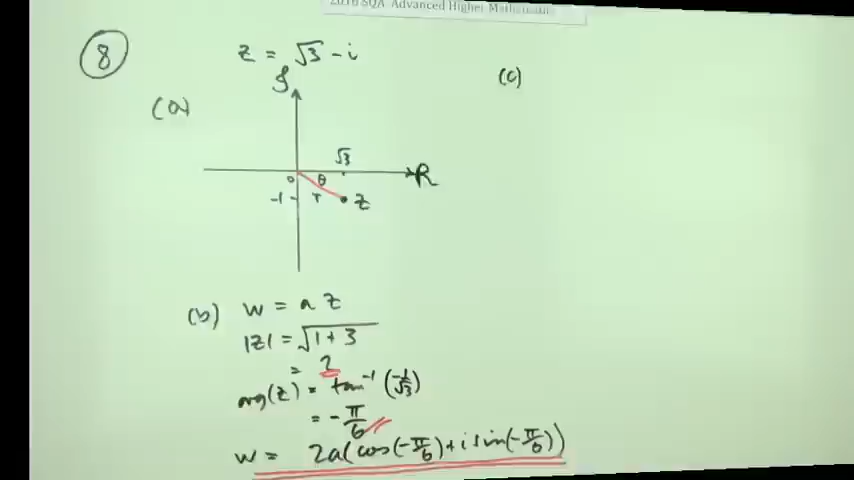 2016 SQA Advanced Higher Mathematics
8
z = √3 - i
(c)
(a)
ℐ
√3
R
0 θ
-1 r z
(b) w = a z
|z| = √1+3
= 2
arg(z) = tan⁻¹(-1/√3)
= -π/6
w = 2a(cos(-π/6)+i sin(-π/6))